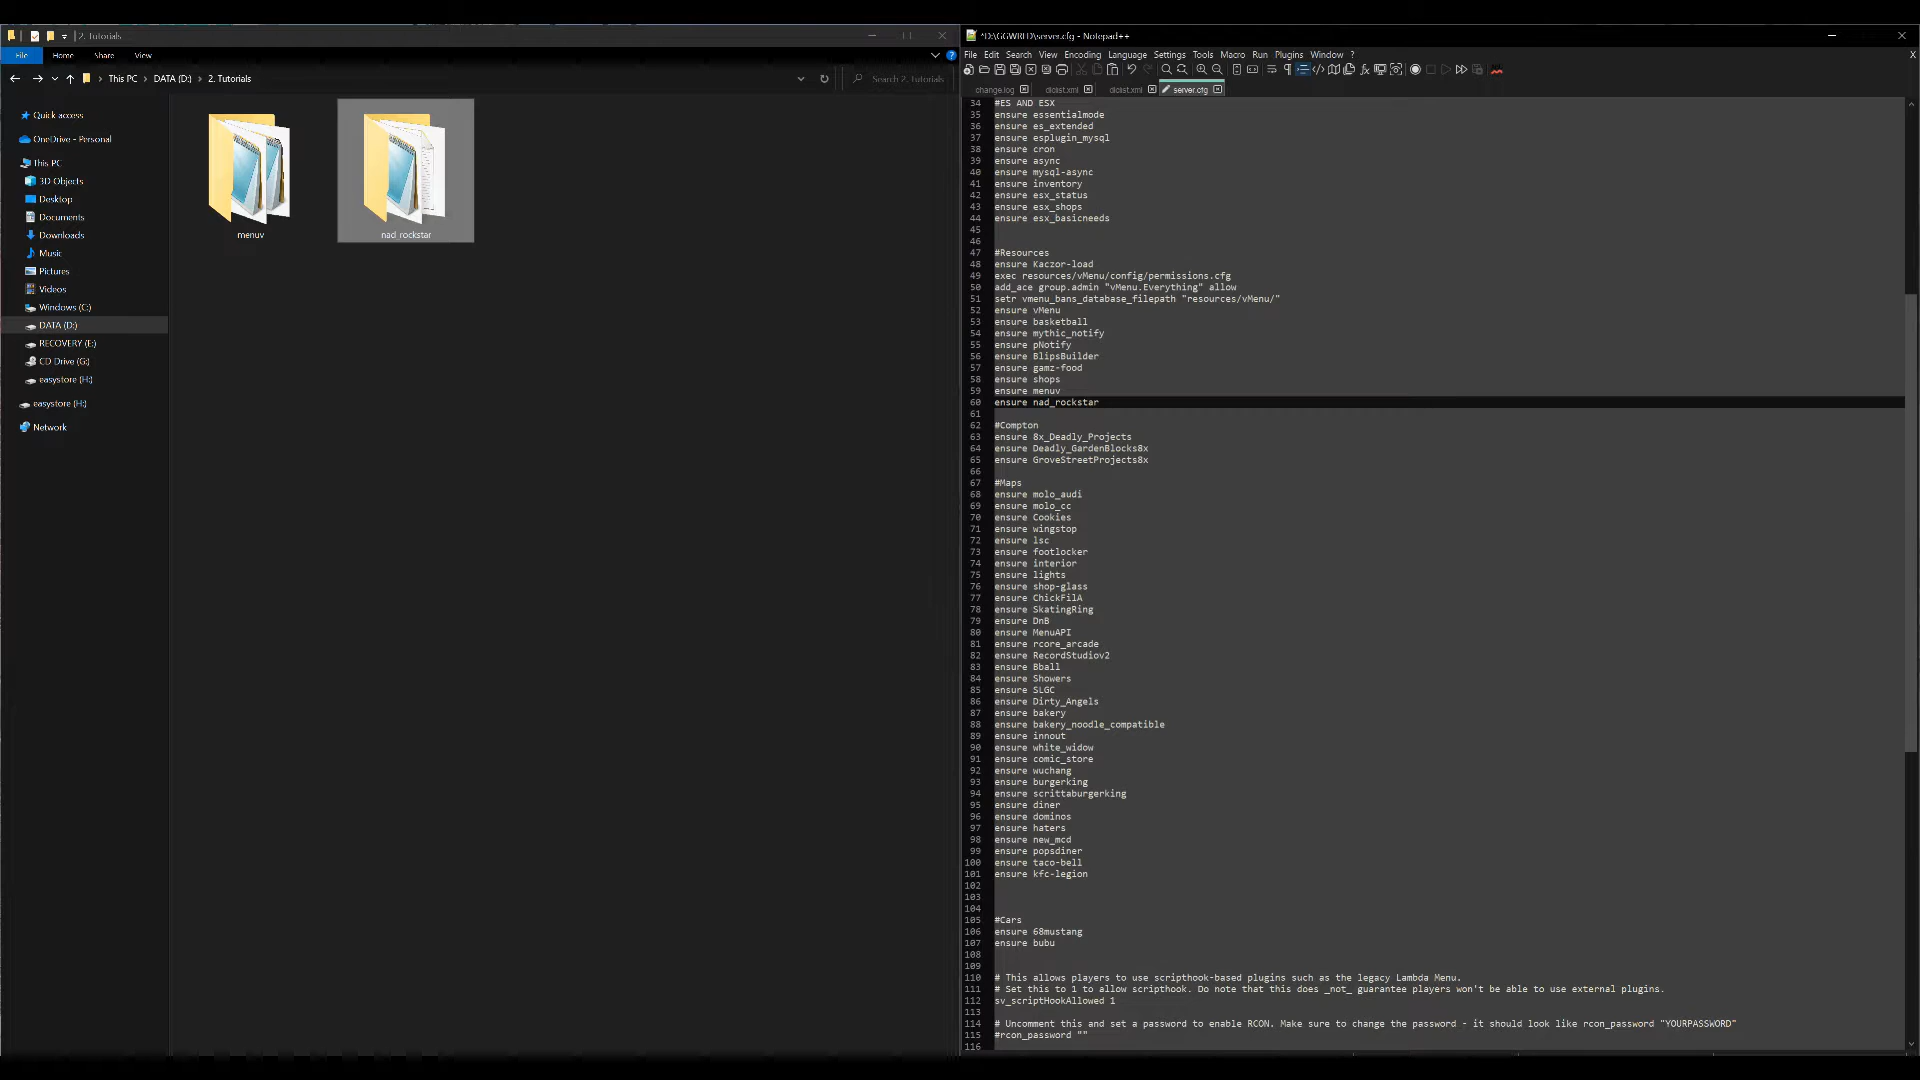 2. Tutorials
File Home Share View
This PC > DATA (D:) > 2. Tutorials
Search 2. Tutorials
Quick access
OneDrive - Personal
This PC
3D Objects
Desktop
Documents
Downloads
Music
Pictures
Videos
Windows (C:)
DATA (D:)
RECOVERY (E:)
CD Drive (G:)
easystore (H:)
easystore (H:)
Network
menuv
nad_rockstar
*D:\GGWRLD\server.cfg - Notepad++
File Edit Search View Encoding Language Settings Tools Macro Run Plugins Window ?
change.log dlclist.xml dlclist.xml server.cfg
34 #ES AND ESX
35 ensure essentialmode
36 ensure es_extended
37 ensure esplugin_mysql
38 ensure cron
39 ensure async
40 ensure mysql-async
41 ensure inventory
42 ensure esx_status
43 ensure esx_shops
44 ensure esx_basicneeds
45
46
47 #Resources
48 ensure Kaczor-load
49 exec resources/vMenu/config/permissions.cfg
50 add_ace group.admin "vMenu.Everything" allow
51 setr vmenu_bans_database_filepath "resources/vMenu/"
52 ensure vMenu
53 ensure basketball
54 ensure mythic_notify
55 ensure pNotify
56 ensure BlipsBuilder
57 ensure gamz-food
58 ensure shops
59 ensure menuv
60 ensure nad_rockstar
61
62 #Compton
63 ensure 8x_Deadly_Projects
64 ensure Deadly_GardenBlocks8x
65 ensure GroveStreetProjects8x
66
67 #Maps
68 ensure molo_audi
69 ensure molo_cc
70 ensure Cookies
71 ensure wingstop
72 ensure lsc
73 ensure footlocker
74 ensure interior
75 ensure lights
76 ensure shop-glass
77 ensure ChickFilA
78 ensure SkatingRing
79 ensure DnB
80 ensure MenuAPI
81 ensure rcore_arcade
82 ensure RecordStudiov2
83 ensure Bball
84 ensure Showers
85 ensure SLGC
86 ensure Dirty_Angels
87 ensure bakery
88 ensure bakery_noodle_compatible
89 ensure innout
90 ensure white_widow
91 ensure comic_store
92 ensure wuchang
93 ensure burgerking
94 ensure scrittaburgerking
95 ensure diner
96 ensure dominos
97 ensure haters
98 ensure new_mcd
99 ensure popsdiner
100 ensure taco-bell
101 ensure kfc-legion
102
103
104
105 #Cars
106 ensure 68mustang
107 ensure bubu
108
109
110 # This allows players to use scripthook-based plugins such as the legacy Lambda Menu.
111 # Set this to 1 to allow scripthook. Do note that this does _not_ guarantee players won't be able to use external plugins.
112 sv_scriptHookAllowed 1
113
114 # Uncomment this and set a password to enable RCON. Make sure to change the password - it should look like rcon_password "YOURPASSWORD"
115 #rcon_password ""
116